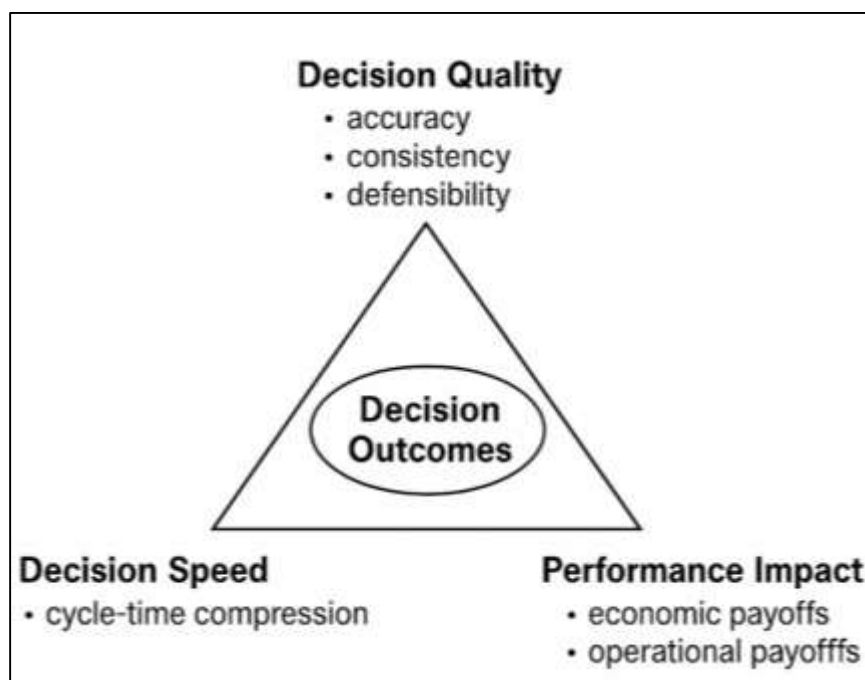 Decision Quality
• accuracy
• consistency
• defensibility
Decision
Outcomes
Decision Speed
• cycle-time compression
Performance Impact
• economic payoffs
• operational payofffs